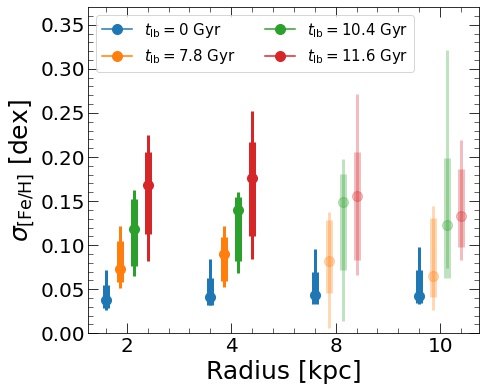 t_lb = 0 Gyr
t_lb = 7.8 Gyr
t_lb = 10.4 Gyr
t_lb = 11.6 Gyr
0.35
0.30
0.25
0.20
0.15
0.10
0.05
0.00
σ_[Fe/H] [dex]
2 4 8 10
Radius [kpc]